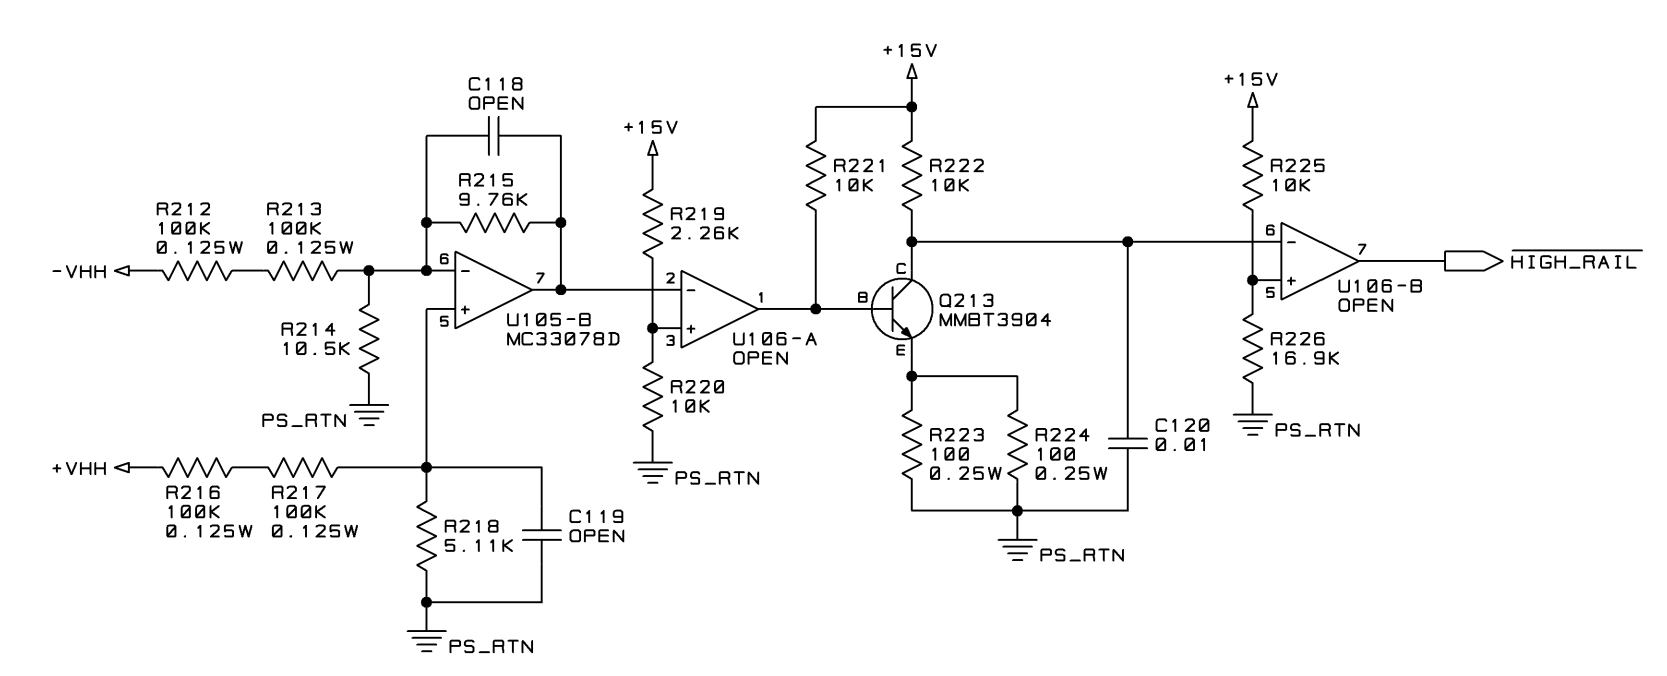 +15V
+15V
C118
OPEN
+15V
R221
10K
R222
10K
R225
10K
R215
9.76K
R212
100K
0.125W
R213
100K
0.125W
R219
2.26K
-VHH
6
-
5
+
7
U105-B
MC33078D
2
-
3
+
1
U106-A
OPEN
B
C
E
Q213
MMBT3904
6
-
5
+
7
U106-B
OPEN
HIGH_RAIL
R214
10.5K
PS_RTN
R220
10K
PS_RTN
R226
16.9K
PS_RTN
R223
100
0.25W
R224
100
0.25W
C120
0.01
PS_RTN
+VHH
R216
100K
0.125W
R217
100K
0.125W
R218
5.11K
C119
OPEN
PS_RTN